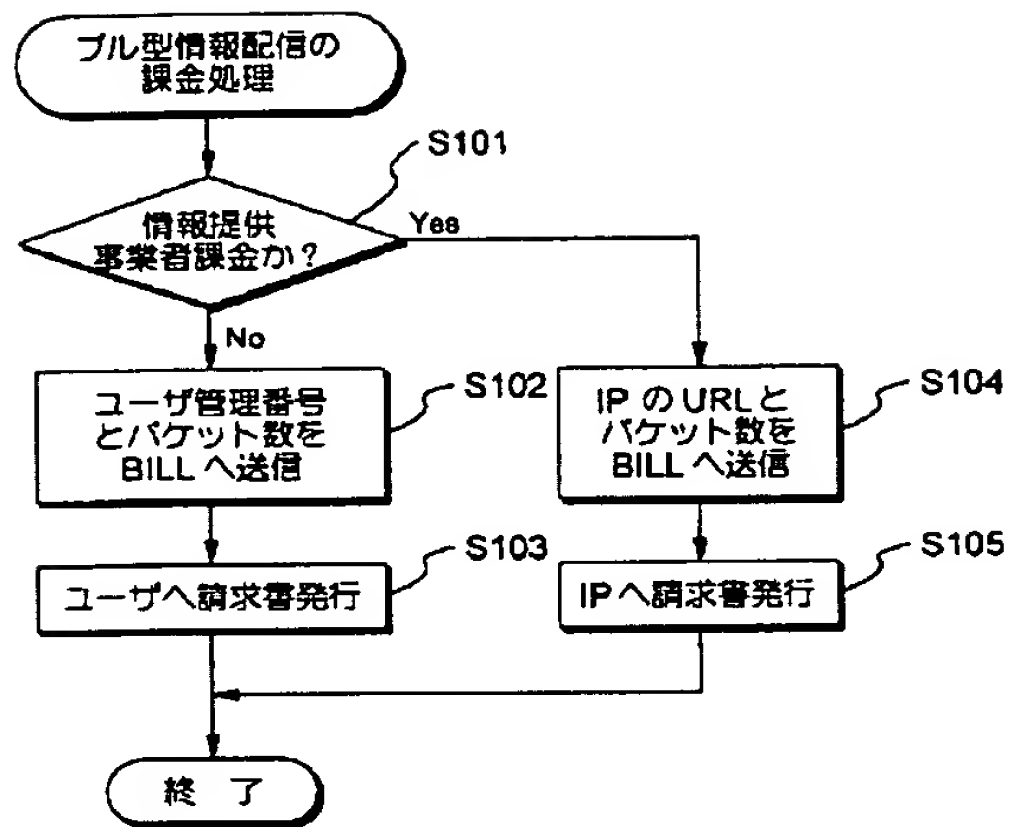 プル型情報配信の
課金処理
S101
情報提供
事業者課金か?
Yes
No
ユーザ管理番号
とパケット数を
BILLへ送信
S102
IPのURLと
パケット数を
BILLへ送信
S104
ユーザへ請求書発行
S103
IPへ請求書発行
S105
終 了